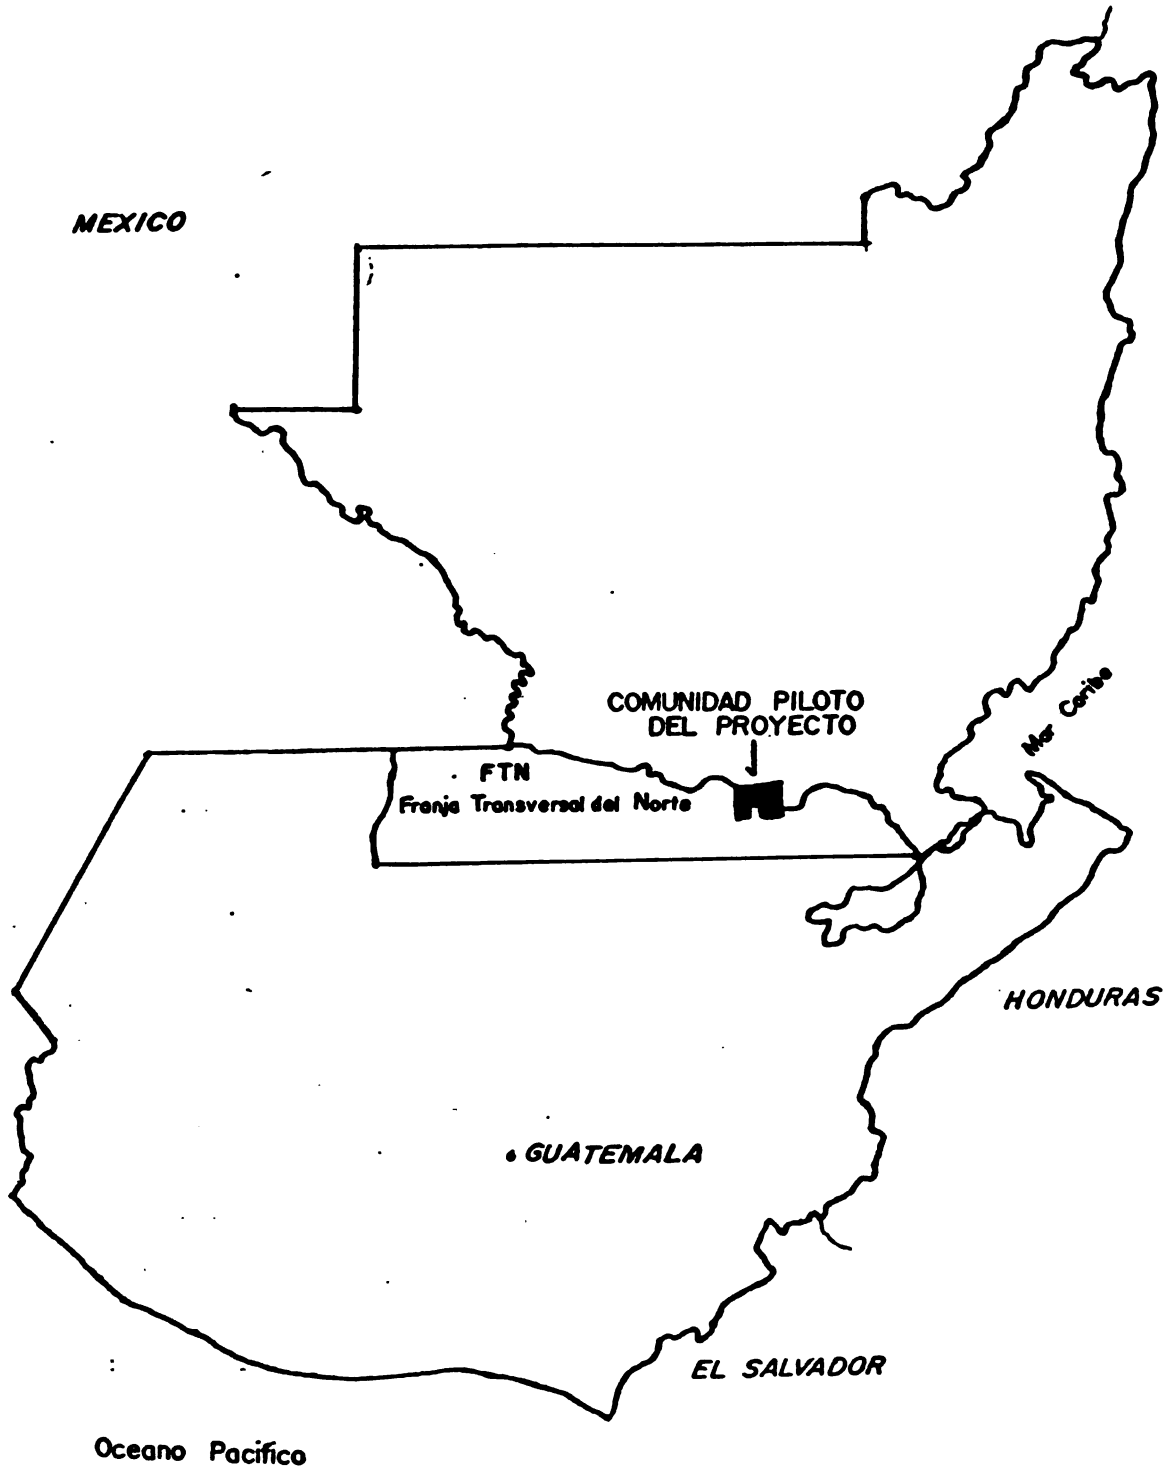 MEXICO
COMUNIDAD PILOTO
DEL PROYECTO
Mar Caribe
FTN
Franja Transversal del Norte
HONDURAS
GUATEMALA
EL SALVADOR
Oceano Pacifico